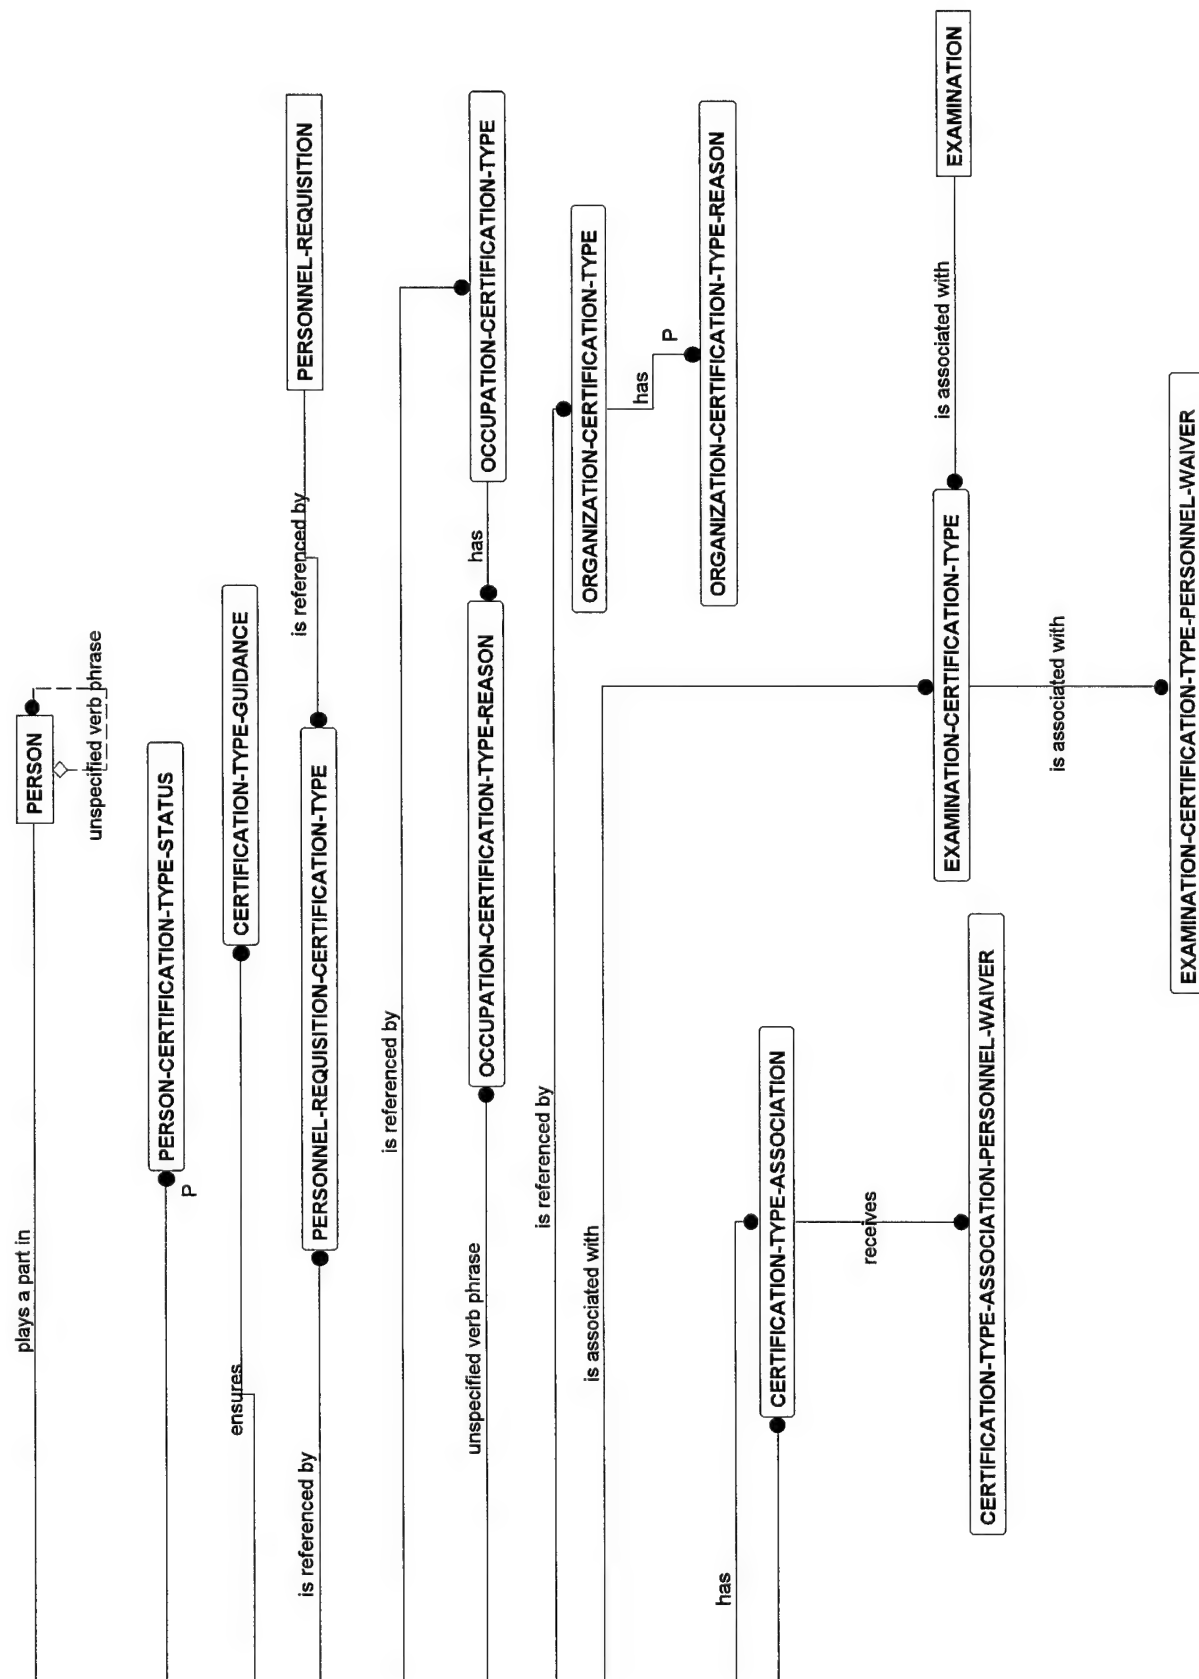 plays a part in
PERSON
unspecified verb phrase
PERSON-CERTIFICATION-TYPE-STATUS
P
ensures
CERTIFICATION-TYPE-GUIDANCE
is referenced by
PERSONNEL-REQUISITION-CERTIFICATION-TYPE
is referenced by
PERSONNEL-REQUISITION
is referenced by
OCCUPATION-CERTIFICATION-TYPE
has
OCCUPATION-CERTIFICATION-TYPE-REASON
unspecified verb phrase
is referenced by
ORGANIZATION-CERTIFICATION-TYPE
has
P
ORGANIZATION-CERTIFICATION-TYPE-REASON
is associated with
EXAMINATION-CERTIFICATION-TYPE
is associated with
EXAMINATION
is associated with
EXAMINATION-CERTIFICATION-TYPE-PERSONNEL-WAIVER
has
CERTIFICATION-TYPE-ASSOCIATION
receives
CERTIFICATION-TYPE-ASSOCIATION-PERSONNEL-WAIVER